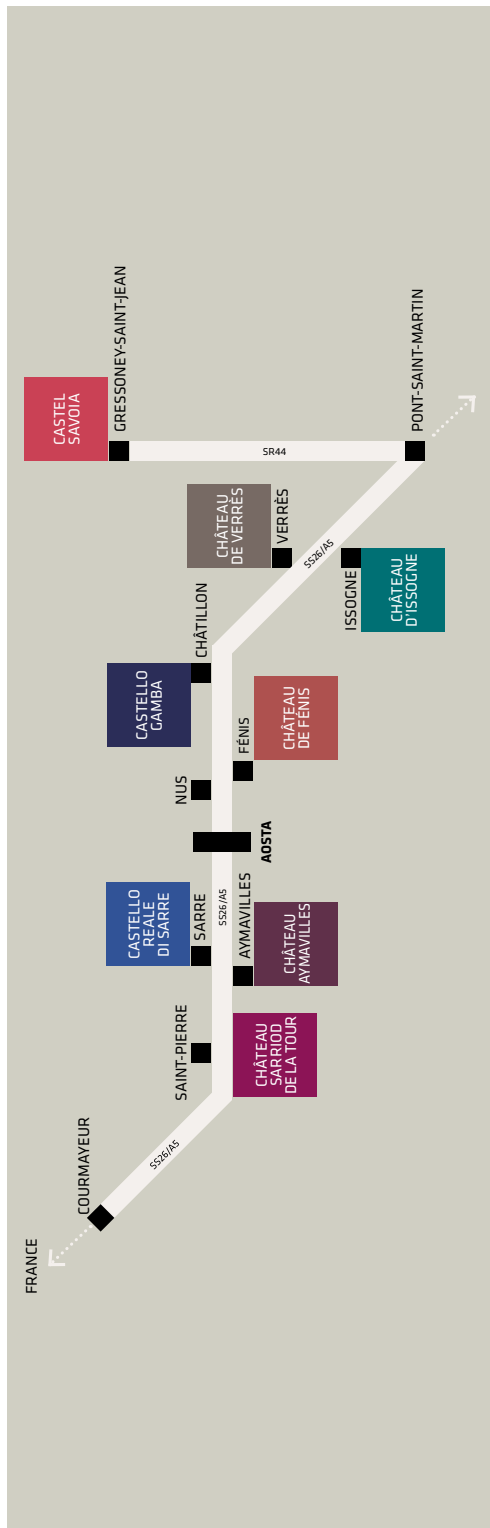 FRANCE
COURMAYEUR
SS26/A5
SAINT-PIERRE
CHÂTEAU
SARRIOD
DE LA TOUR
CASTELLO
REALE
DI SARRE
SARRE
SS26/A5
AYMAVILLES
CHÂTEAU
AYMAVILLES
AOSTA
NUS
FÉNIS
CHÂTEAU
DE FÉNIS
CASTELLO
GAMBA
CHÂTILLON
CHÂTEAU
DE VERRÈS
VERRÈS
SS26/A5
ISSOGNE
CHÂTEAU
D'ISSOGNE
CASTEL
SAVOIA
GRESSONEY-SAINT-JEAN
SR44
PONT-SAINT-MARTIN